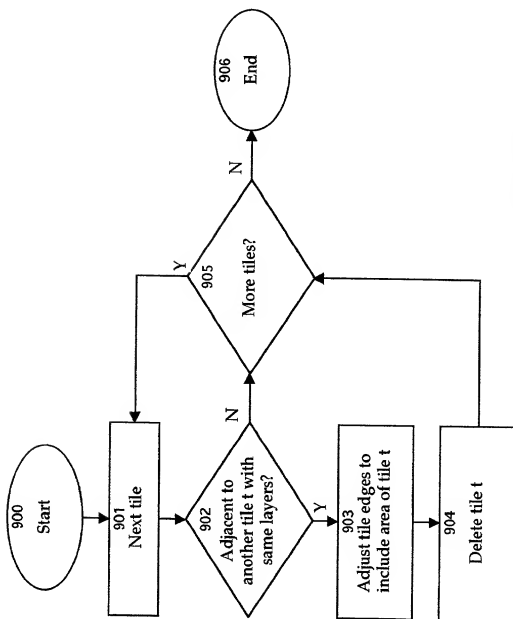 900
Start
901
Next tile
902
Adjacent to
another tile t with
same layers?
N
Y
903
Adjust tile edges to
include area of tile t
904
Delete tile t
Y
905
More tiles?
N
906
End